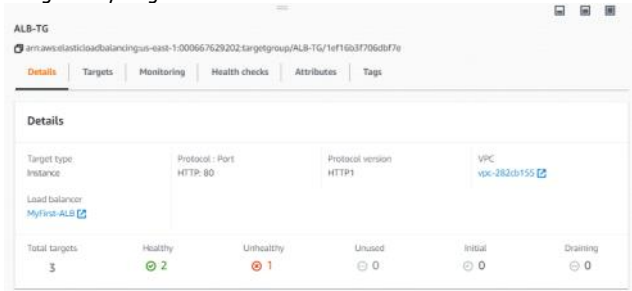 ALB-TG
arn:aws:elasticloadbalancing:us-east-1:000667629202:targetgroup/ALB-TG/1ef16b3f706dbf7e
Details Targets Monitoring Health checks Attributes Tags
Details
Target type Protocol : Port Protocol version VPC
Instance HTTP: 80 HTTP1 vpc-282cb155
Load balancer
MyFirst-ALB
Total targets Healthy Unhealthy Unused Initial Draining
3 2 1 0 0 0